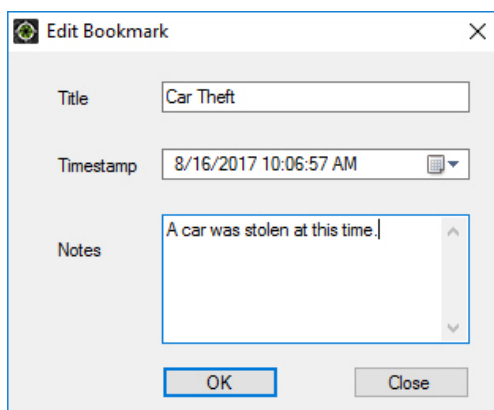 Edit Bookmark
Title
Car Theft
Timestamp
8/16/2017 10:06:57 AM
Notes
A car was stolen at this time.
OK
Close